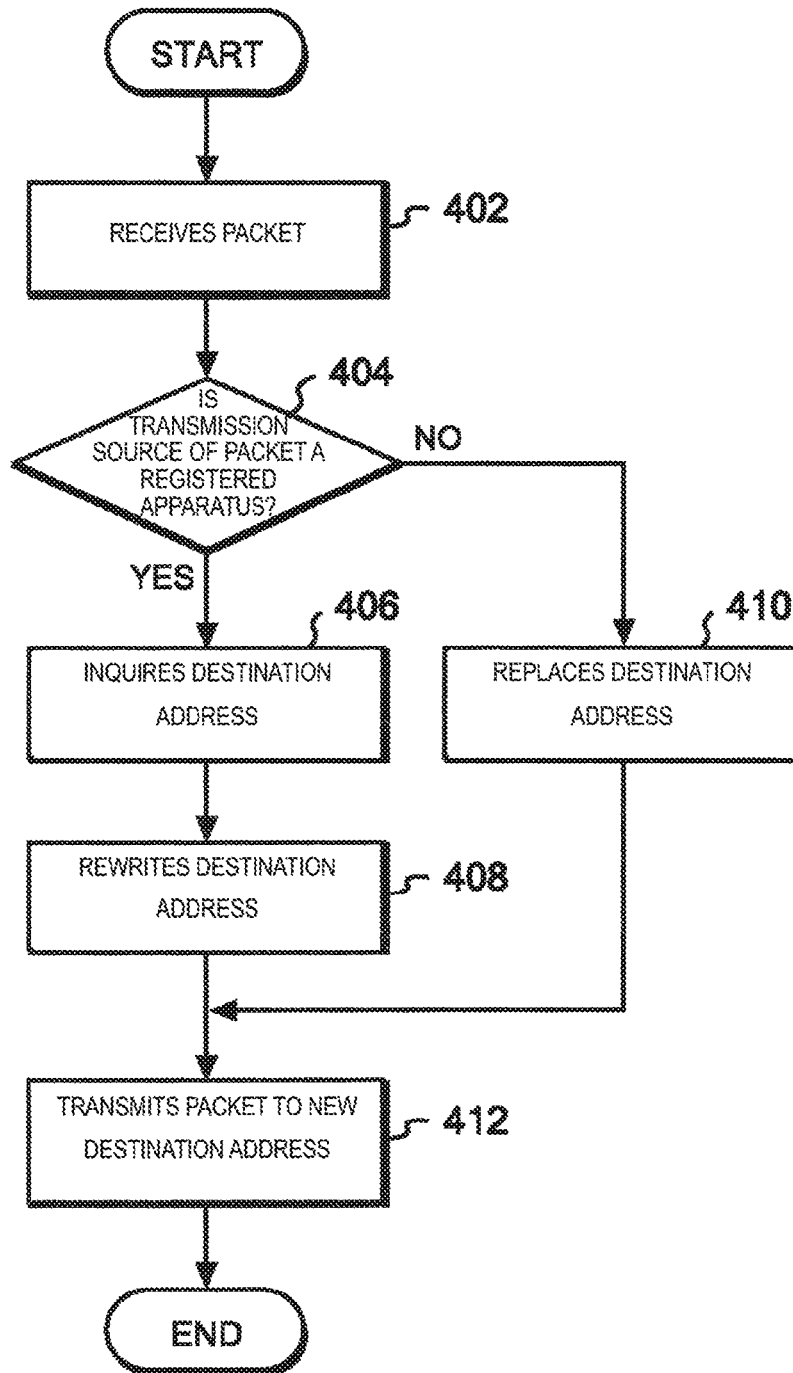 START
RECEIVES PACKET
402
404
IS
TRANSMISSION
SOURCE OF PACKET A
REGISTERED
APPARATUS?
NO
YES
406
INQUIRES DESTINATION
ADDRESS
410
REPLACES DESTINATION
ADDRESS
REWRITES DESTINATION
ADDRESS
408
TRANSMITS PACKET TO NEW
DESTINATION ADDRESS
412
END